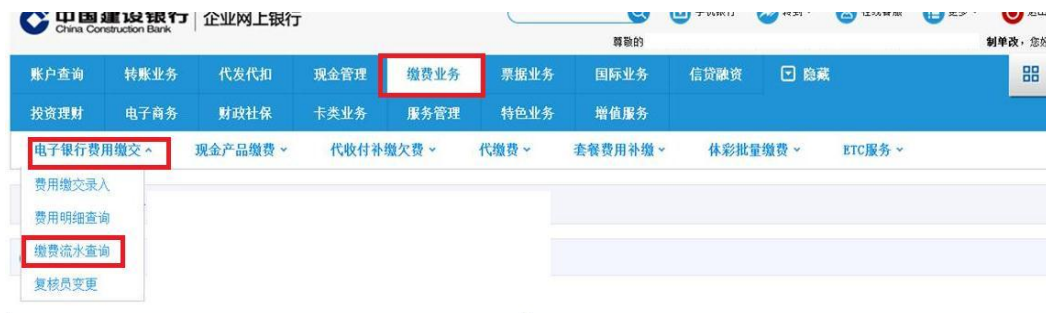 中国建设银行 企业网上银行
China Construction Bank
尊敬的 制单改，您好
账户查询 转账业务 代发代扣 现金管理 缴费业务 票据业务 国际业务 信贷融资 隐藏
投资理财 电子商务 财政社保 卡类业务 服务管理 特色业务 增值服务
电子银行费用缴交 现金产品缴费 代收付补缴欠费 代缴费 套餐费用补缴 体彩批量缴费 ETC服务
费用缴交录入
费用明细查询
缴费流水查询
复核员变更